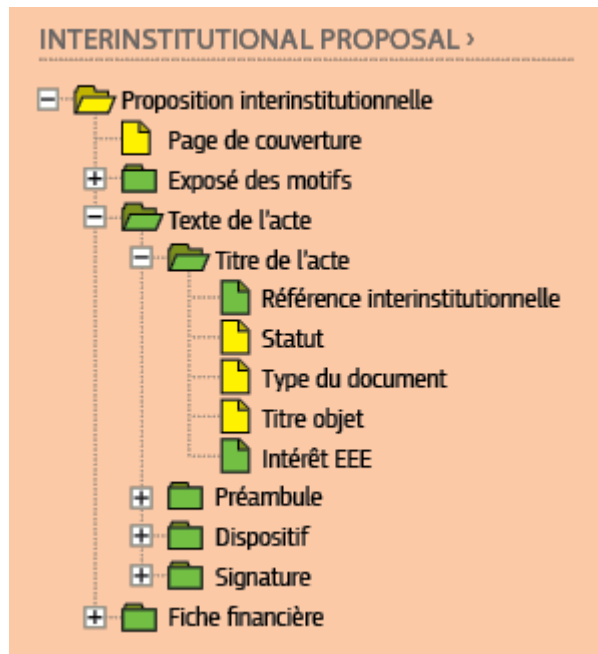 INTERINSTITUTIONAL PROPOSAL ›
Proposition interinstitutionnelle
Page de couverture
Exposé des motifs
Texte de l'acte
Titre de l'acte
Référence interinstitutionnelle
Statut
Type du document
Titre objet
Intérêt EEE
Préambule
Dispositif
Signature
Fiche financière